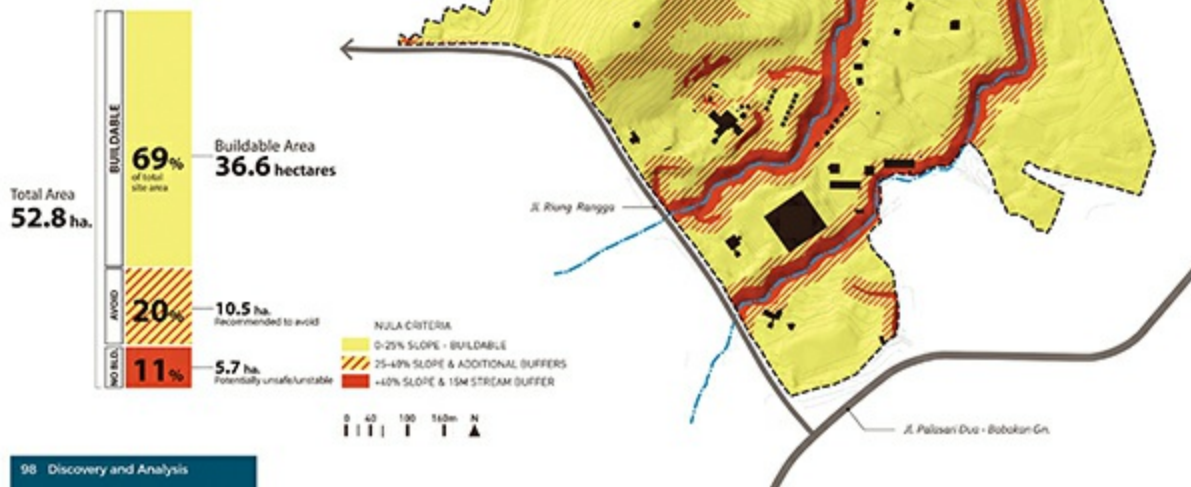 Total Area
52.8 ha.
BUILDABLE
69%
of total
site area
Buildable Area
36.6 hectares
AVOID
20%
10.5 ha.
Recommended to avoid
NO BLD.
11%
5.7 ha.
Potentially unsafe/unstable
NULA CRITERIA
0-25% SLOPE - BUILDABLE
25-40% SLOPE & ADDITIONAL BUFFERS
+40% SLOPE & 15M STREAM BUFFER
0 40 100 160m N
Jl. Riung Rangga
Jl. Palasari Dua - Babakan Gn.
98 Discovery and Analysis